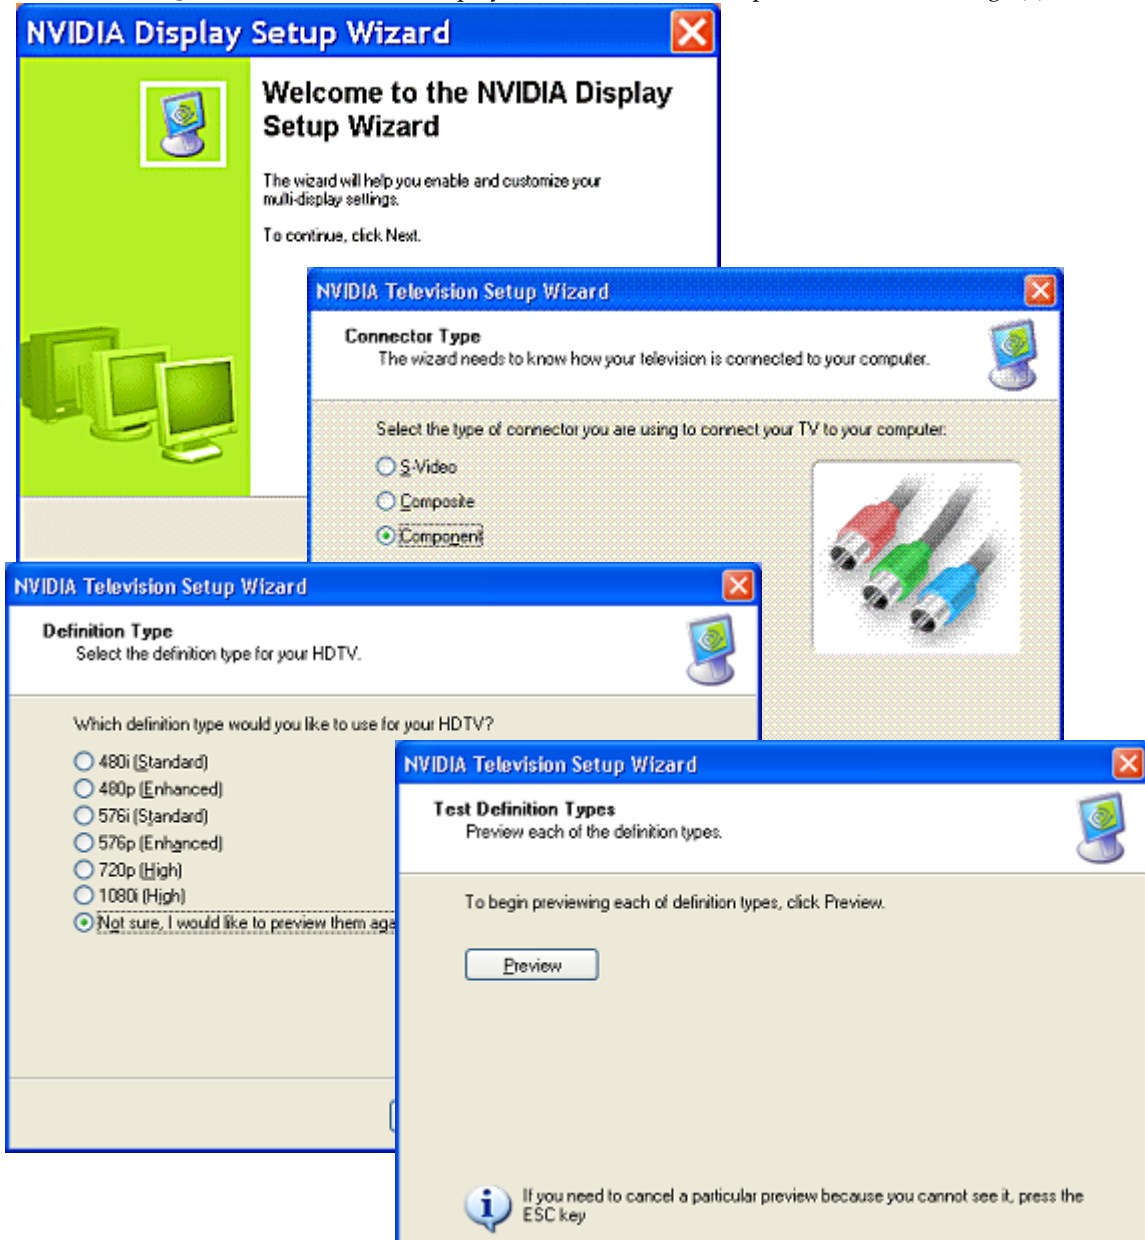 NVIDIA Display Setup Wizard
Welcome to the NVIDIA Display
Setup Wizard
The wizard will help you enable and customize your
multi-display settings.
To continue, click Next.
NVIDIA Television Setup Wizard
Connector Type
The wizard needs to know how your television is connected to your computer.
Select the type of connector you are using to connect your TV to your computer:
S-Video
Composite
Component
NVIDIA Television Setup Wizard
Definition Type
Select the definition type for your HDTV.
Which definition type would you like to use for your HDTV?
480i (Standard)
480p (Enhanced)
576i (Standard)
576p (Enhanced)
720p (High)
1080i (High)
Not sure, I would like to preview them aga
NVIDIA Television Setup Wizard
Test Definition Types
Preview each of the definition types.
To begin previewing each of definition types, click Preview.
Preview
If you need to cancel a particular preview because you cannot see it, press the
ESC key